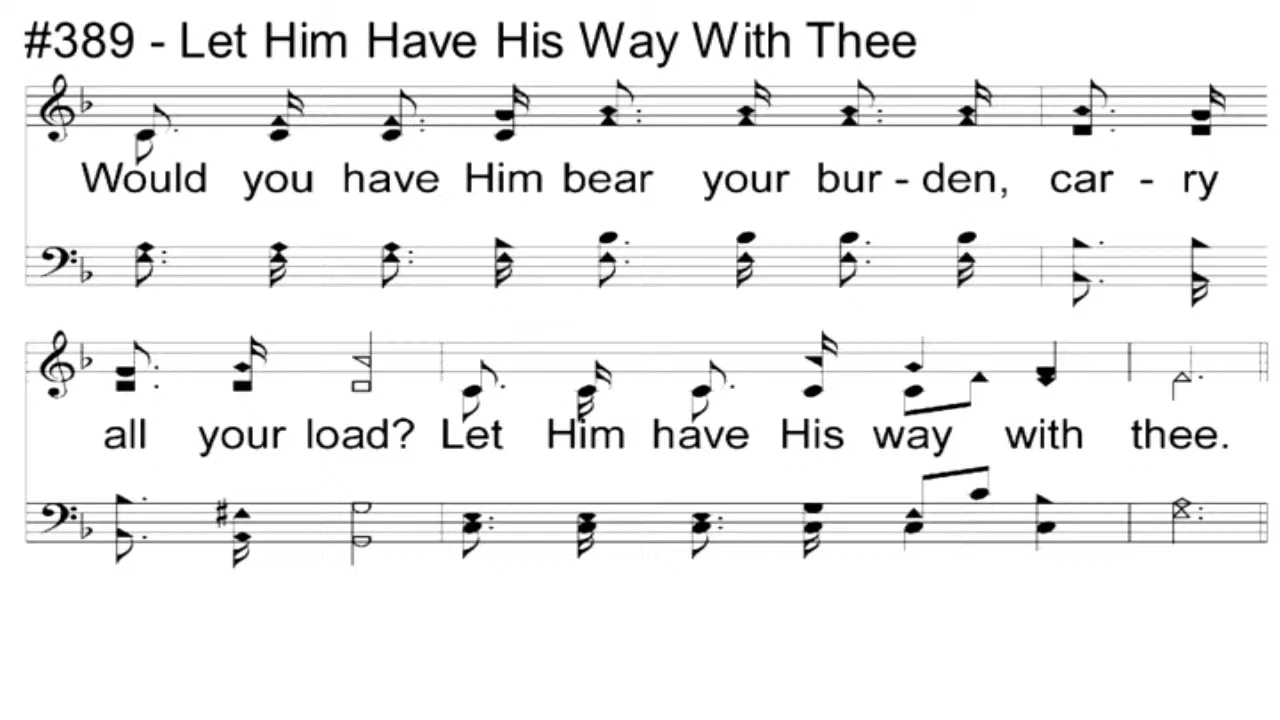 #389 - Let Him Have His Way With Thee
Would you have Him bear your bur - den, car - ry
all your load? Let Him have His way with thee.